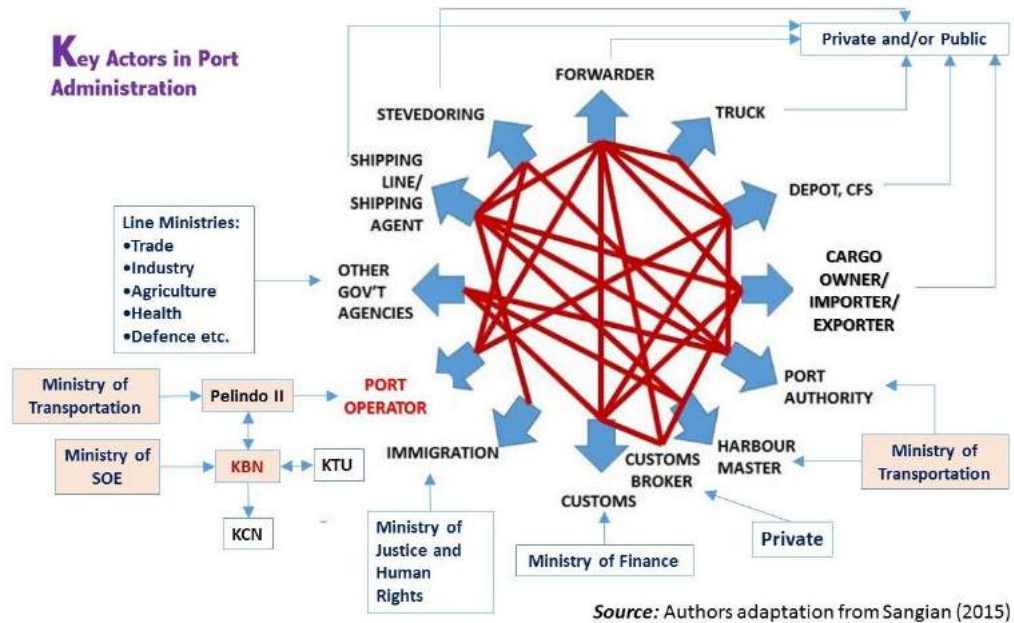 Key Actors in Port
Administration
Private and/or Public
FORWARDER
STEVEDORING
TRUCK
SHIPPING
LINE/
SHIPPING
AGENT
DEPOT, CFS
Line Ministries:
•Trade
•Industry
•Agriculture
•Health
•Defence etc.
OTHER
GOV'T
AGENCIES
CARGO
OWNER/
IMPORTER/
EXPORTER
Ministry of
Transportation
Pelindo II
PORT
OPERATOR
PORT
AUTHORITY
Ministry of
SOE
KBN
KTU
KCN
IMMIGRATION
CUSTOMS
BROKER
HARBOUR
MASTER
Ministry of
Transportation
CUSTOMS
Ministry of
Justice and
Human
Rights
Ministry of Finance
Private
Source: Authors adaptation from Sangian (2015)